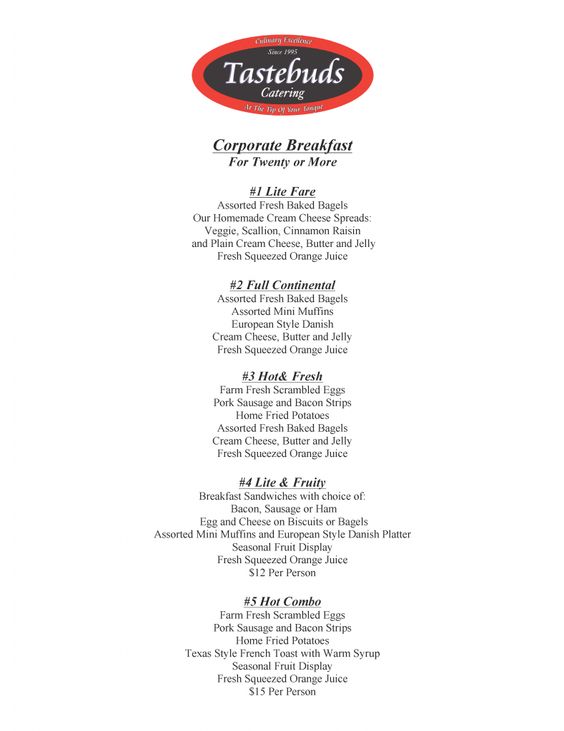 Culinary Excellence
Since 1995
Tastebuds
Catering
At The Tip Of Your Tongue
Corporate Breakfast
For Twenty or More
#1 Lite Fare
Assorted Fresh Baked Bagels
Our Homemade Cream Cheese Spreads:
Veggie, Scallion, Cinnamon Raisin
and Plain Cream Cheese, Butter and Jelly
Fresh Squeezed Orange Juice
#2 Full Continental
Assorted Fresh Baked Bagels
Assorted Mini Muffins
European Style Danish
Cream Cheese, Butter and Jelly
Fresh Squeezed Orange Juice
#3 Hot& Fresh
Farm Fresh Scrambled Eggs
Pork Sausage and Bacon Strips
Home Fried Potatoes
Assorted Fresh Baked Bagels
Cream Cheese, Butter and Jelly
Fresh Squeezed Orange Juice
#4 Lite & Fruity
Breakfast Sandwiches with choice of:
Bacon, Sausage or Ham
Egg and Cheese on Biscuits or Bagels
Assorted Mini Muffins and European Style Danish Platter
Seasonal Fruit Display
Fresh Squeezed Orange Juice
$12 Per Person
#5 Hot Combo
Farm Fresh Scrambled Eggs
Pork Sausage and Bacon Strips
Home Fried Potatoes
Texas Style French Toast with Warm Syrup
Seasonal Fruit Display
Fresh Squeezed Orange Juice
$15 Per Person